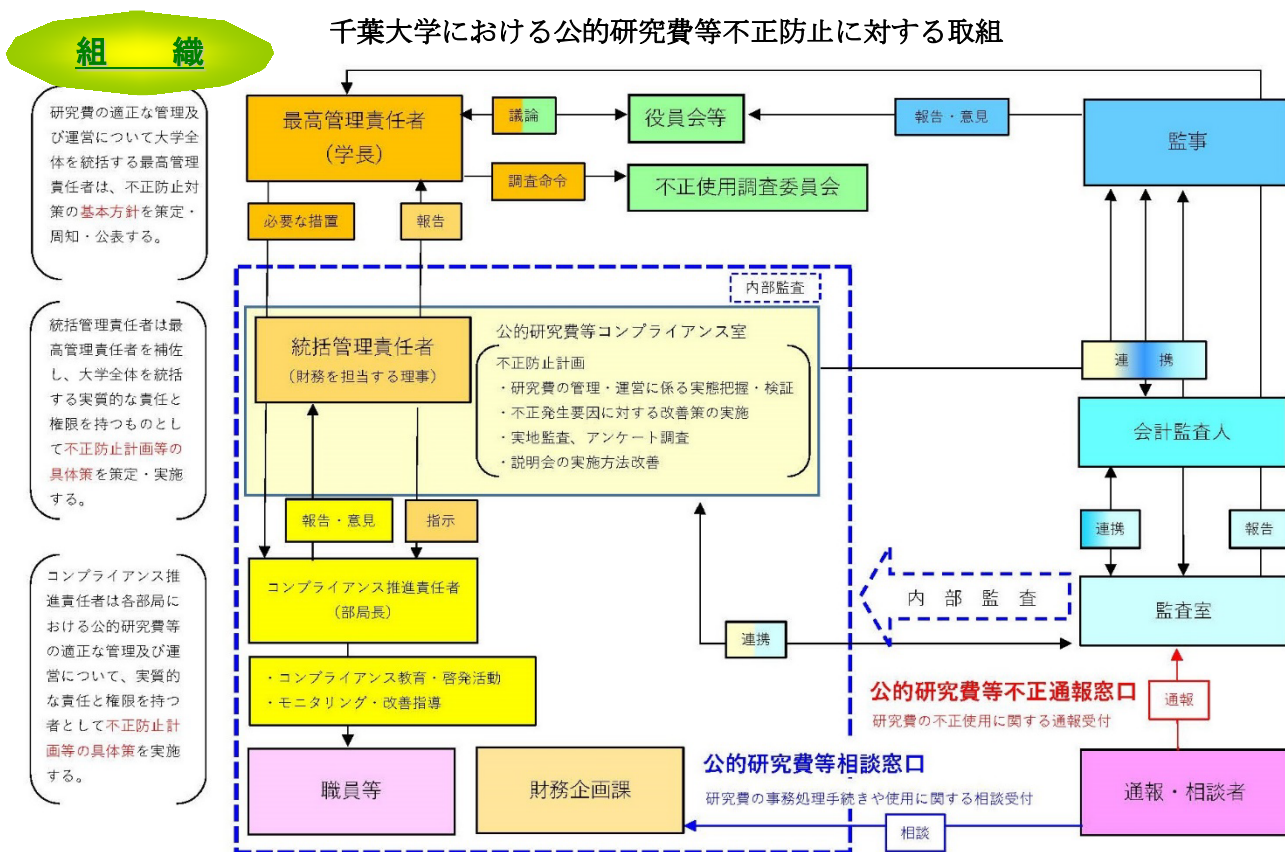 組　織
千葉大学における公的研究費等不正防止に対する取組
研究費の適正な管理及
び運営について大学全
体を統括する最高管理
責任者は、不正防止対
策の基本方針を策定・
周知・公表する。
最高管理責任者
（学長）
議論
役員会等
報告・意見
監事
調査命令
不正使用調査委員会
必要な措置
報告
内部監査
統括管理責任者は最
高管理責任者を補佐
し、大学全体を統括
する実質的な責任と
権限を持つものとし
て不正防止計画等の
具体策を策定・実施
する。
統括管理責任者
（財務を担当する理事）
公的研究費等コンプライアンス室
不正防止計画
・研究費の管理・運営に係る実態把握・検証
・不正発生要因に対する改善策の実施
・実地監査、アンケート調査
・説明会の実施方法改善
連　携
会計監査人
報告・意見
指示
連携
報告
コンプライアンス推
進責任者は各部局に
おける公的研究費等
の適正な管理及び運
営について、実質的
な責任と権限を持つ
者として不正防止計
画等の具体策を実施
する。
コンプライアンス推進責任者
（部局長）
内　部　監　査
監査室
連携
・コンプライアンス教育・啓発活動
・モニタリング・改善指導
公的研究費等不正通報窓口
研究費の不正使用に関する通報受付
通報
職員等
財務企画課
公的研究費等相談窓口
研究費の事務処理手続きや使用に関する相談受付
相談
通報・相談者